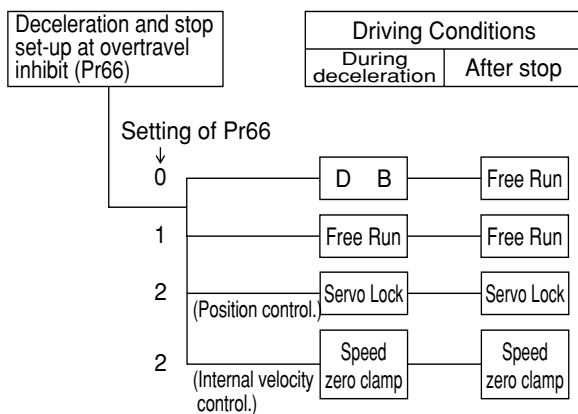 Deceleration and stop
set-up at overtravel
inhibit (Pr66)
Driving Conditions
During
deceleration
After stop
Setting of Pr66
↓
0
D B
Free Run
1
Free Run
Free Run
2
(Position control.)
Servo Lock
Servo Lock
2
(Internal velocity
control.)
Speed
zero clamp
Speed
zero clamp